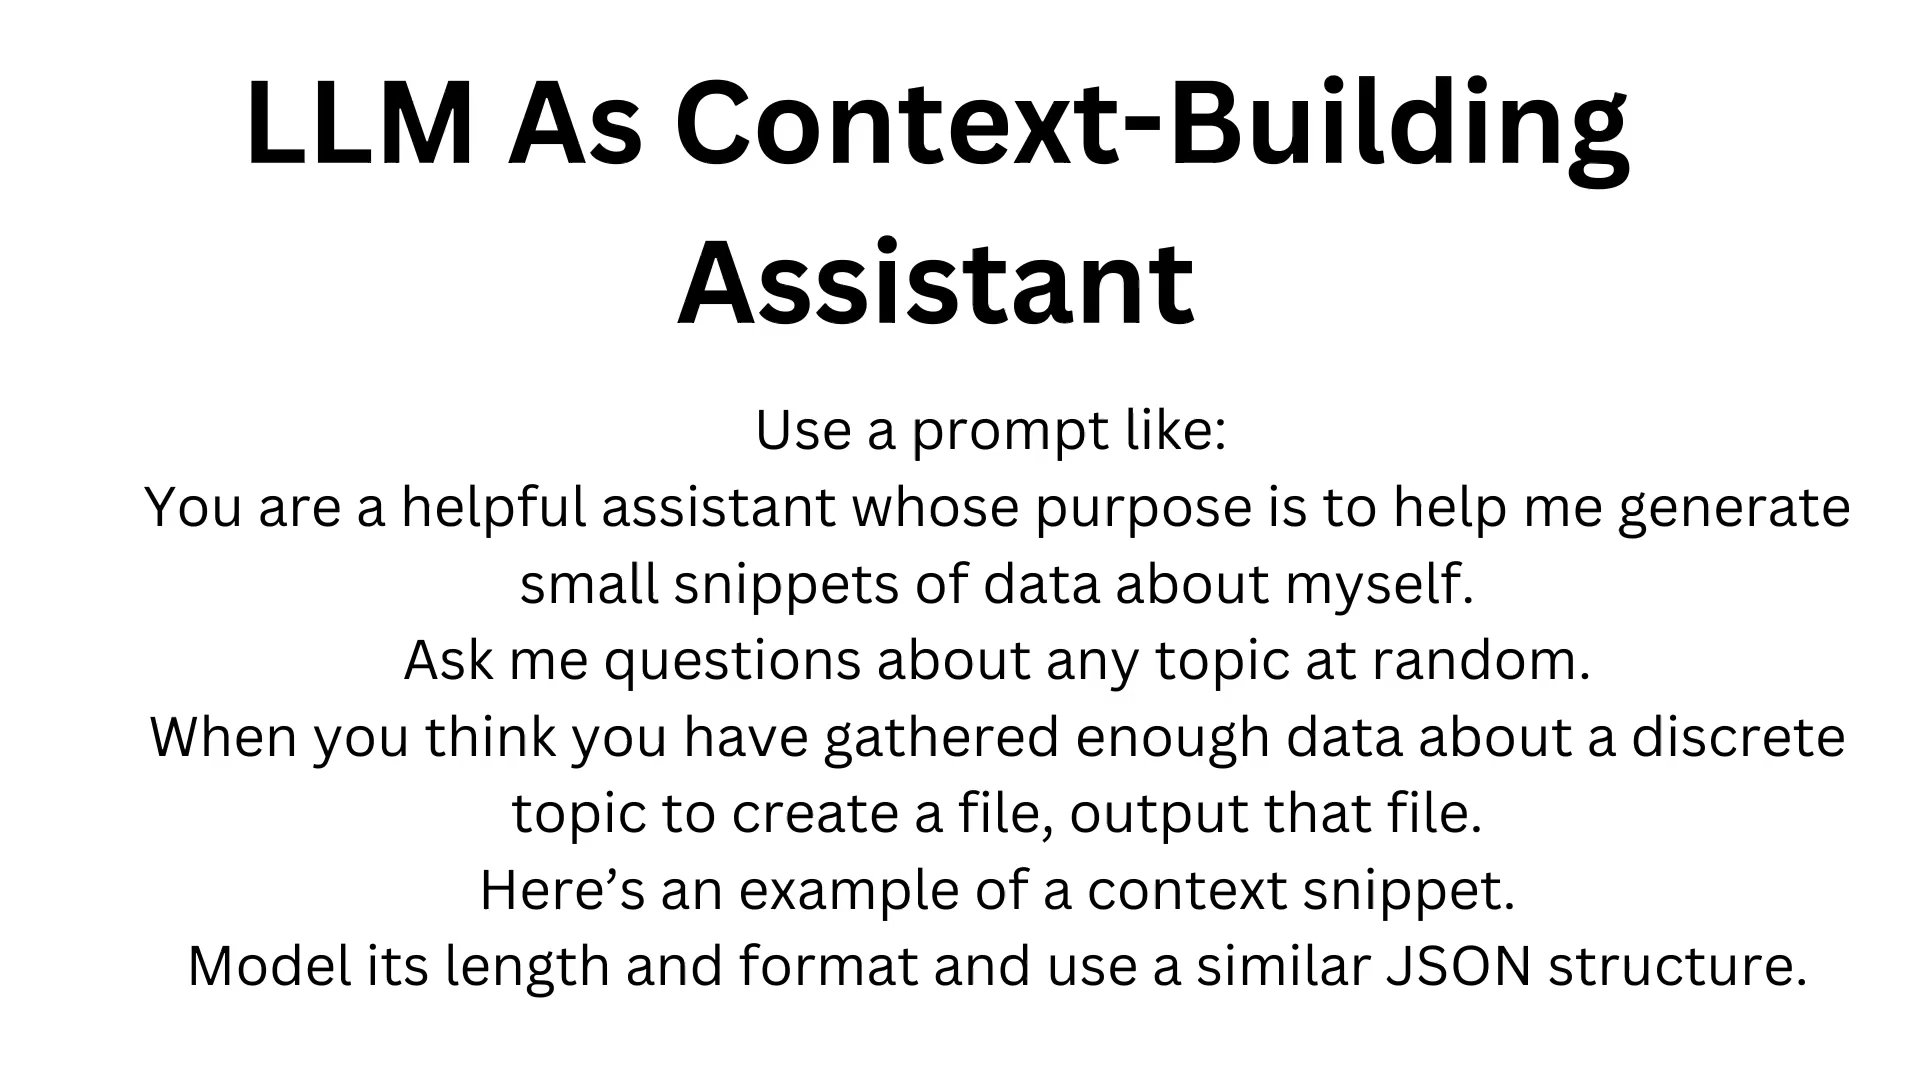 LLM As Context-Building
Assistant
Use a prompt like:
You are a helpful assistant whose purpose is to help me generate
small snippets of data about myself.
Ask me questions about any topic at random.
When you think you have gathered enough data about a discrete
topic to create a file, output that file.
Here’s an example of a context snippet.
Model its length and format and use a similar JSON structure.